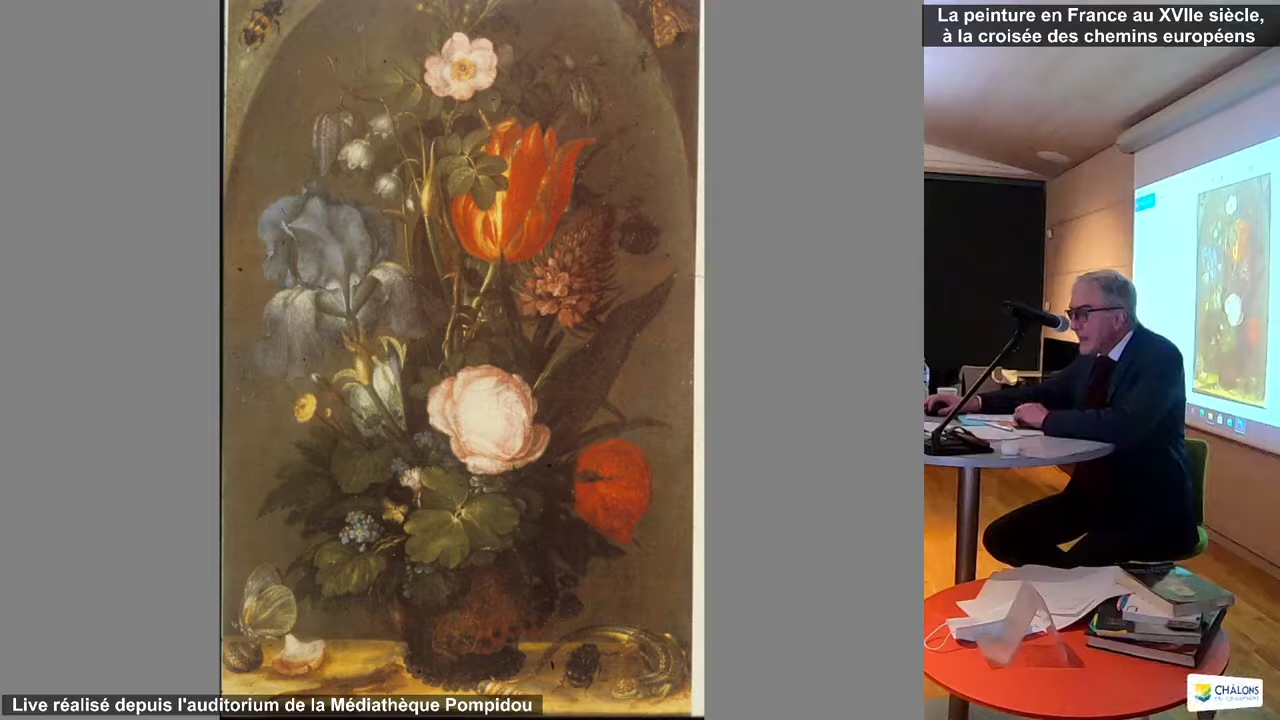 La peinture en France au XVIIe siècle,
à la croisée des chemins européens
Live réalisé depuis l'auditorium de la Médiathèque Pompidou
CHÂLONS